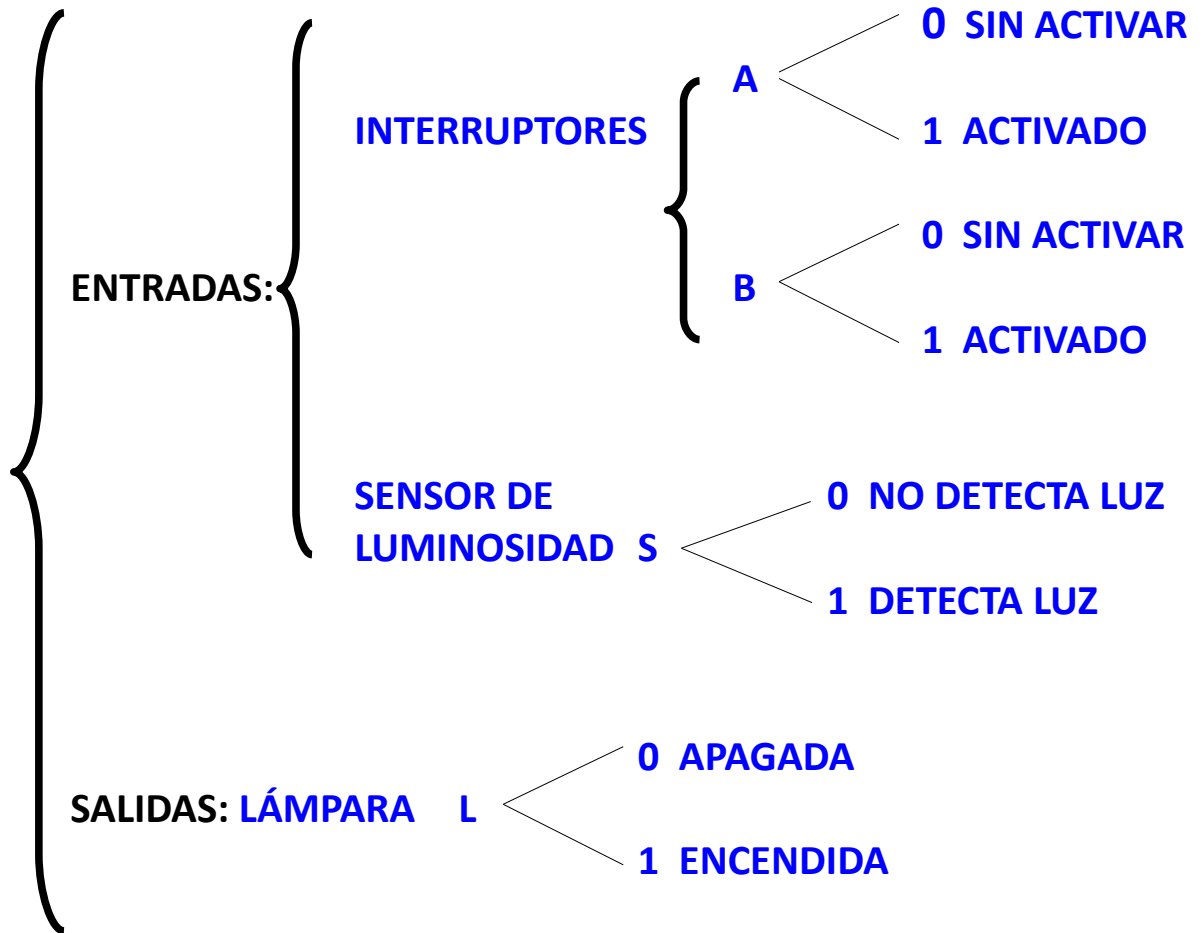 0 SIN ACTIVAR
A
INTERRUPTORES
1 ACTIVADO
0 SIN ACTIVAR
ENTRADAS:
B
1 ACTIVADO
SENSOR DE
LUMINOSIDAD S
0 NO DETECTA LUZ
1 DETECTA LUZ
0 APAGADA
SALIDAS: LÁMPARA L
1 ENCENDIDA